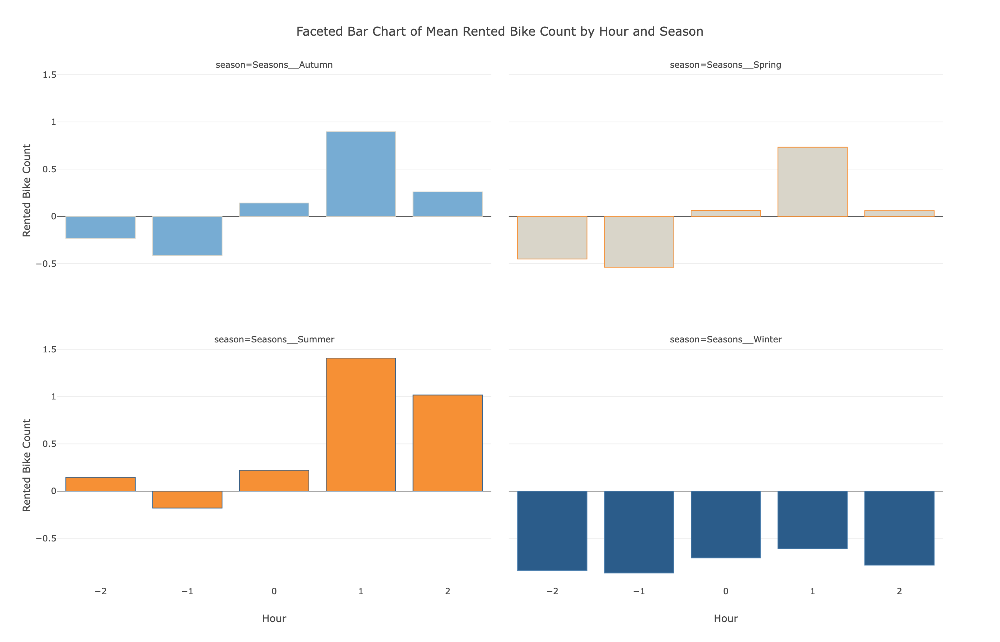 Faceted Bar Chart of Mean Rented Bike Count by Hour and Season
season=Seasons__Autumn
season=Seasons__Spring
1.5
1
0.5
0
−0.5
Rented Bike Count
season=Seasons__Summer
season=Seasons__Winter
1.5
1
0.5
0
−0.5
Rented Bike Count
−2 −1 0 1 2
−2 −1 0 1 2
Hour
Hour